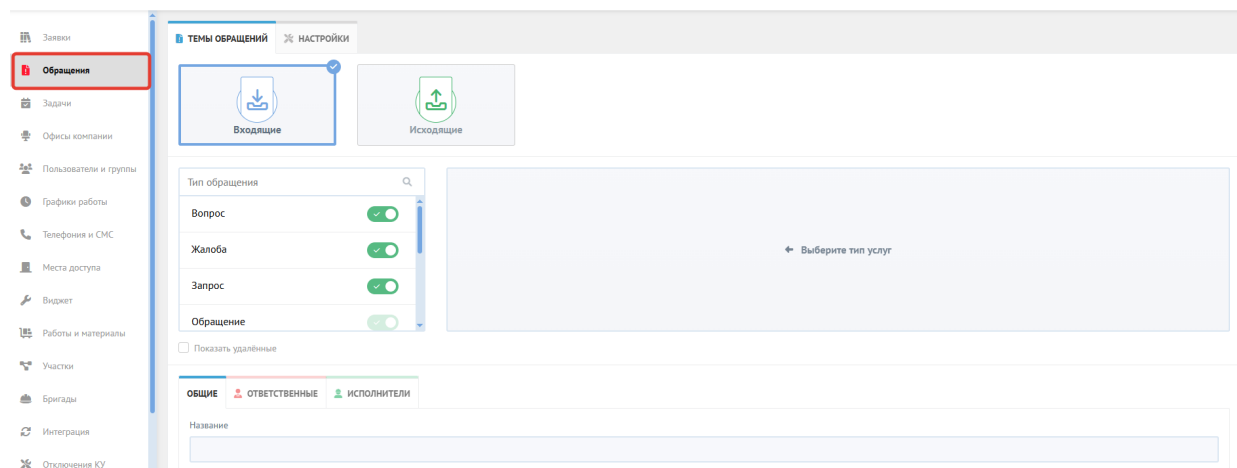 Заявки
Обращения
Задачи
Офисы компании
Пользователи и группы
Графики работы
Телефония и СМС
Места доступа
Виджет
Работы и материалы
Участки
Бригады
Интеграция
Отключения КУ
ТЕМЫ ОБРАЩЕНИЙ
НАСТРОЙКИ
Входящие
Исходящие
Тип обращения
Вопрос
Жалоба
Запрос
Обращение
Выберите тип услуг
Показать удалённые
ОБЩИЕ
ОТВЕТСТВЕННЫЕ
ИСПОЛНИТЕЛИ
Название